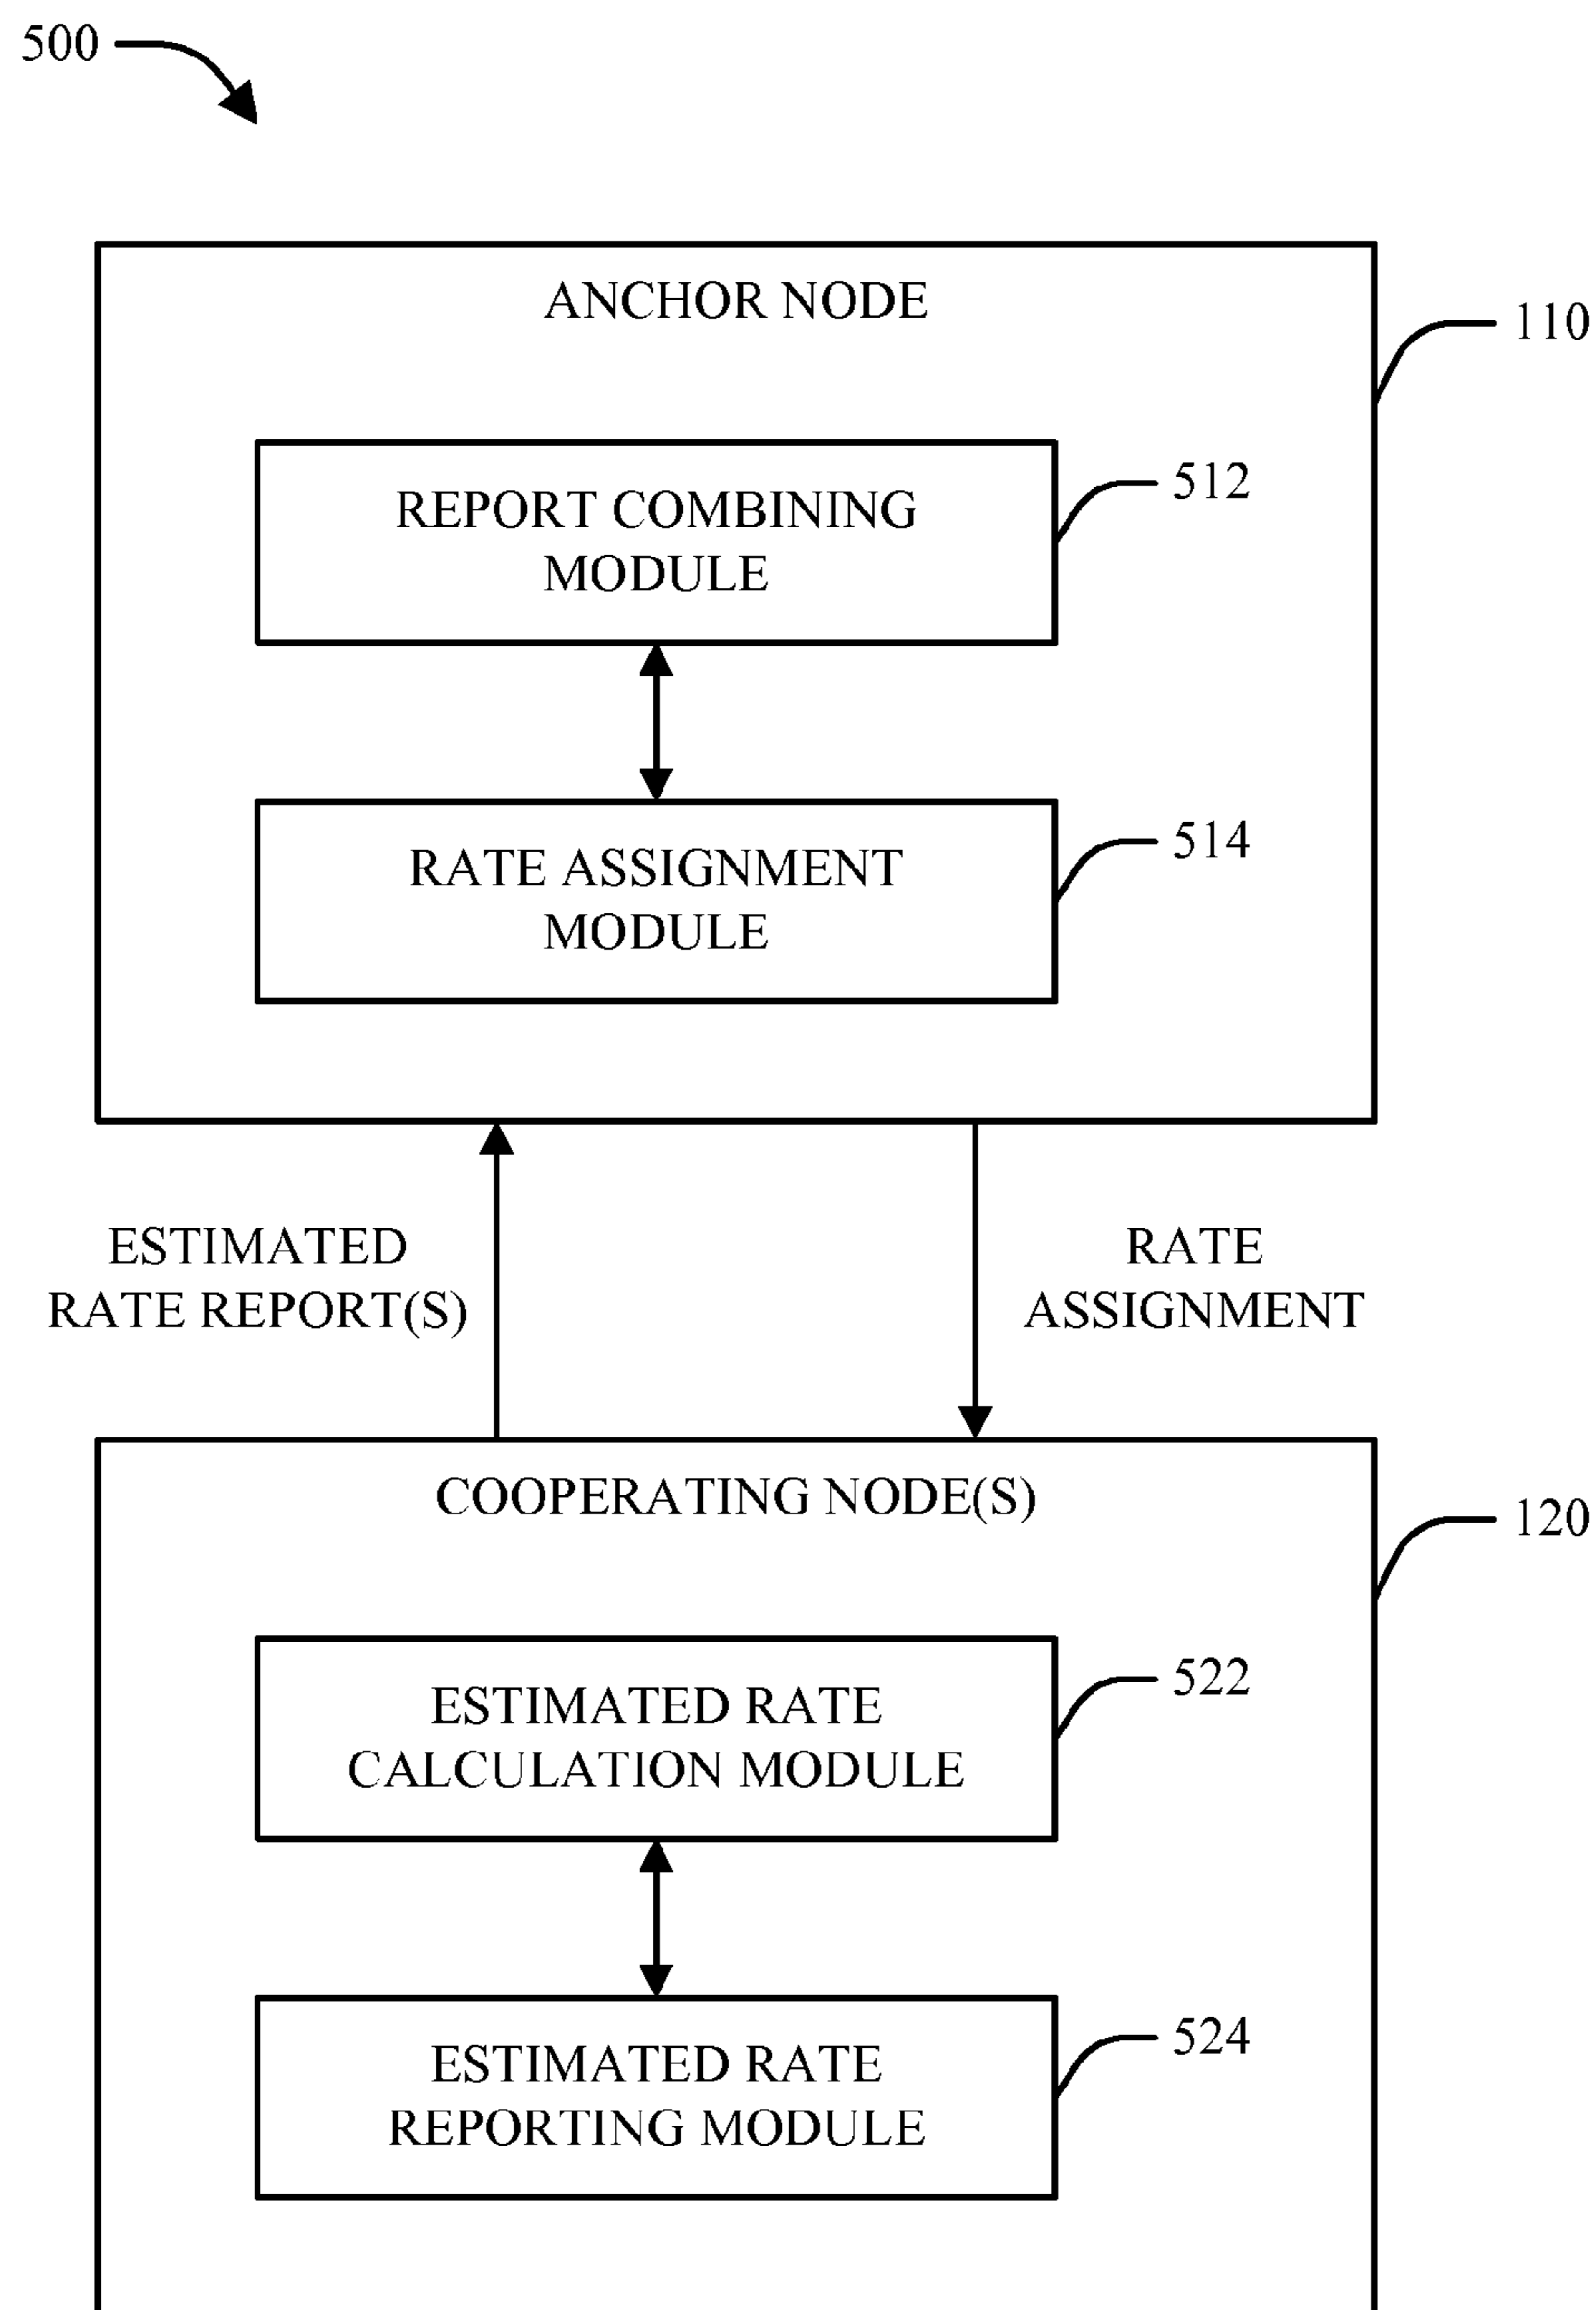 500
ANCHOR NODE
110
REPORT COMBINING
MODULE
512
RATE ASSIGNMENT
MODULE
514
ESTIMATED
RATE REPORT(S)
RATE
ASSIGNMENT
COOPERATING NODE(S)
120
ESTIMATED RATE
CALCULATION MODULE
522
ESTIMATED RATE
REPORTING MODULE
524